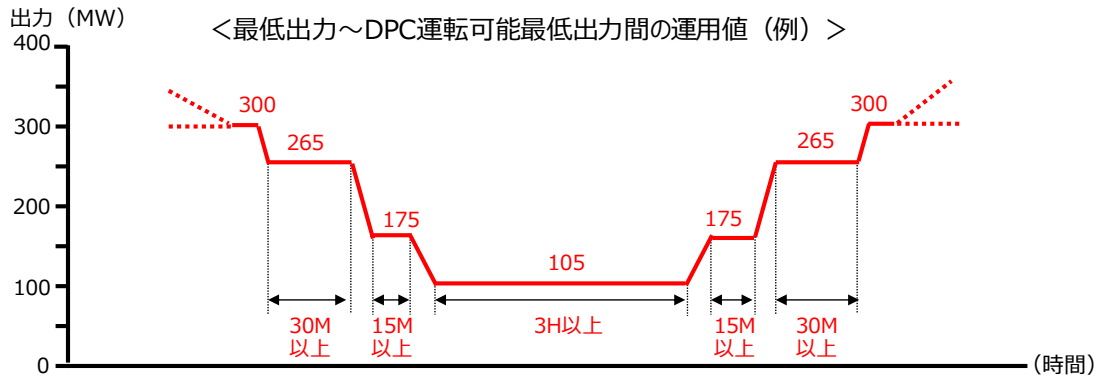 出力（MW）
＜最低出力～DPC運転可能最低出力間の運用値（例）＞
400
300
200
100
0
300
265
175
105
175
265
300
30M
以上
15M
以上
3H以上
15M
以上
30M
以上
（時間）